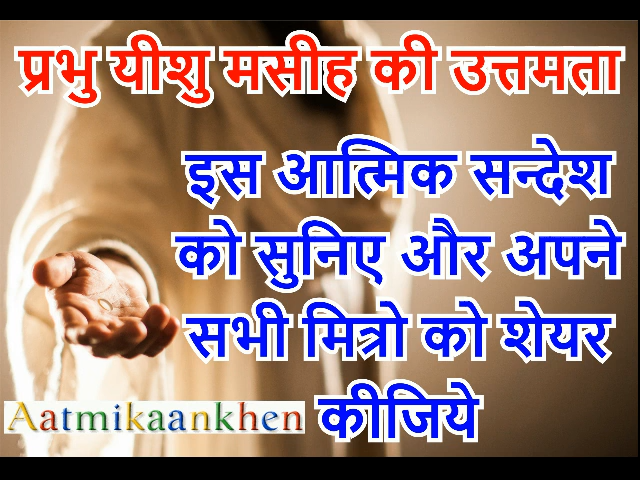 प्रभु यीशु मसीह की उत्तमता
इस आत्मिक सन्देश
को सुनिए और अपने
सभी मित्रो को शेयर
कीजिये
Aatmikaankhen